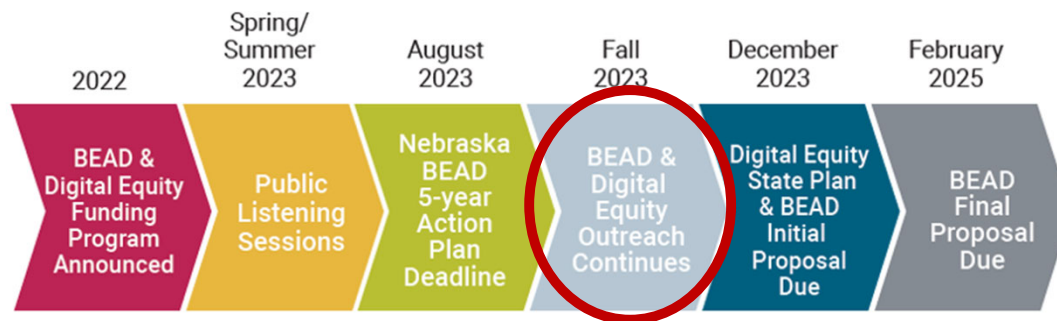 2022
Spring/
Summer
2023
August
2023
Fall
2023
December
2023
February
2025
BEAD &
Digital Equity
Funding
Program
Announced
Public
Listening
Sessions
Nebraska
BEAD
5-year
Action
Plan
Deadline
BEAD &
Digital
Equity
Outreach
Continues
Digital Equity
State Plan
& BEAD
Initial
Proposal
Due
BEAD
Final
Proposal
Due